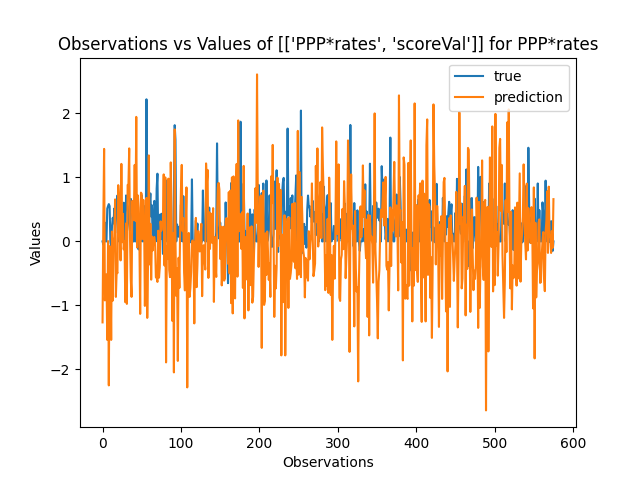 Observations vs Values of [['PPP*rates', 'scoreVal']] for PPP*rates
true
prediction
2
1
0
−1
−2
Values
0
100
200
300
400
500
600
Observations